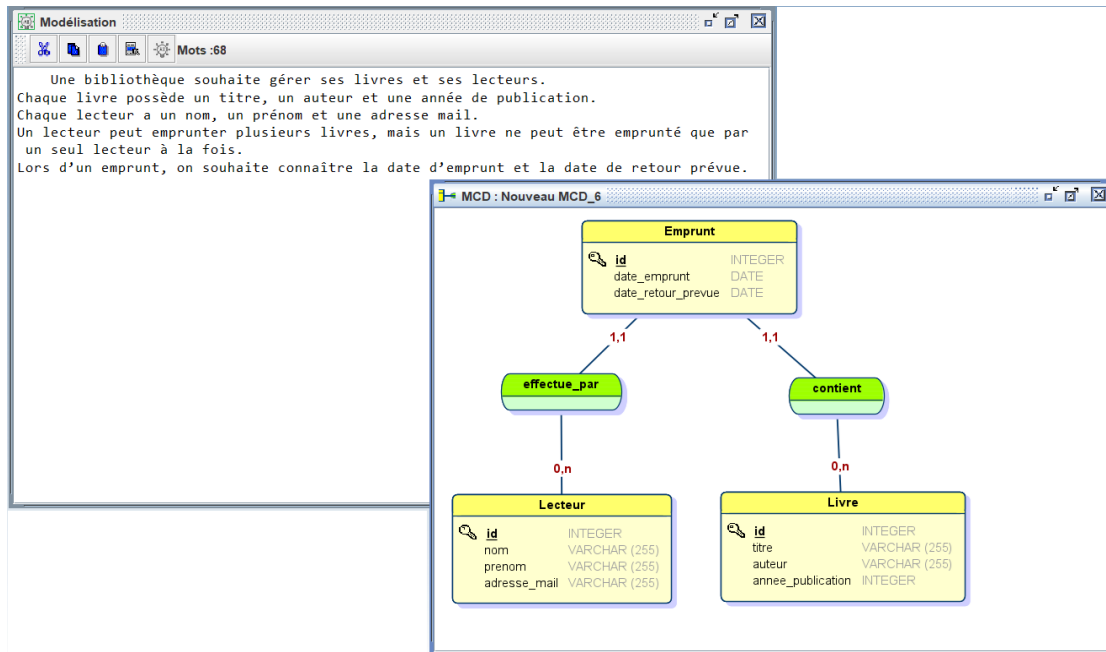 Modélisation
Mots :68
Une bibliothèque souhaite gérer ses livres et ses lecteurs.
Chaque livre possède un titre, un auteur et une année de publication.
Chaque lecteur a un nom, un prénom et une adresse mail.
Un lecteur peut emprunter plusieurs livres, mais un livre ne peut être emprunté que par
un seul lecteur à la fois.
Lors d’un emprunt, on souhaite connaître la date d’emprunt et la date de retour prévue.
MCD : Nouveau MCD_6
Emprunt
id INTEGER
date_emprunt DATE
date_retour_prevue DATE
1,1 1,1
effectue_par
contient
0,n 0,n
Lecteur
id INTEGER
nom VARCHAR (255)
prenom VARCHAR (255)
adresse_mail VARCHAR (255)
Livre
id INTEGER
titre VARCHAR (255)
auteur VARCHAR (255)
annee_publication INTEGER